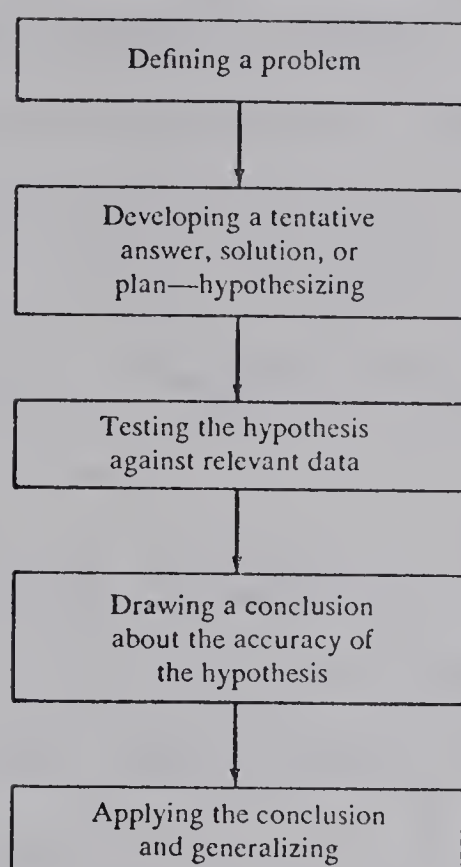 Defining a problem
Developing a tentative
answer, solution, or
plan—hypothesizing
Testing the hypothesis
against relevant data
Drawing a conclusion
about the accuracy of
the hypothesis
Applying the conclusion
and generalizing